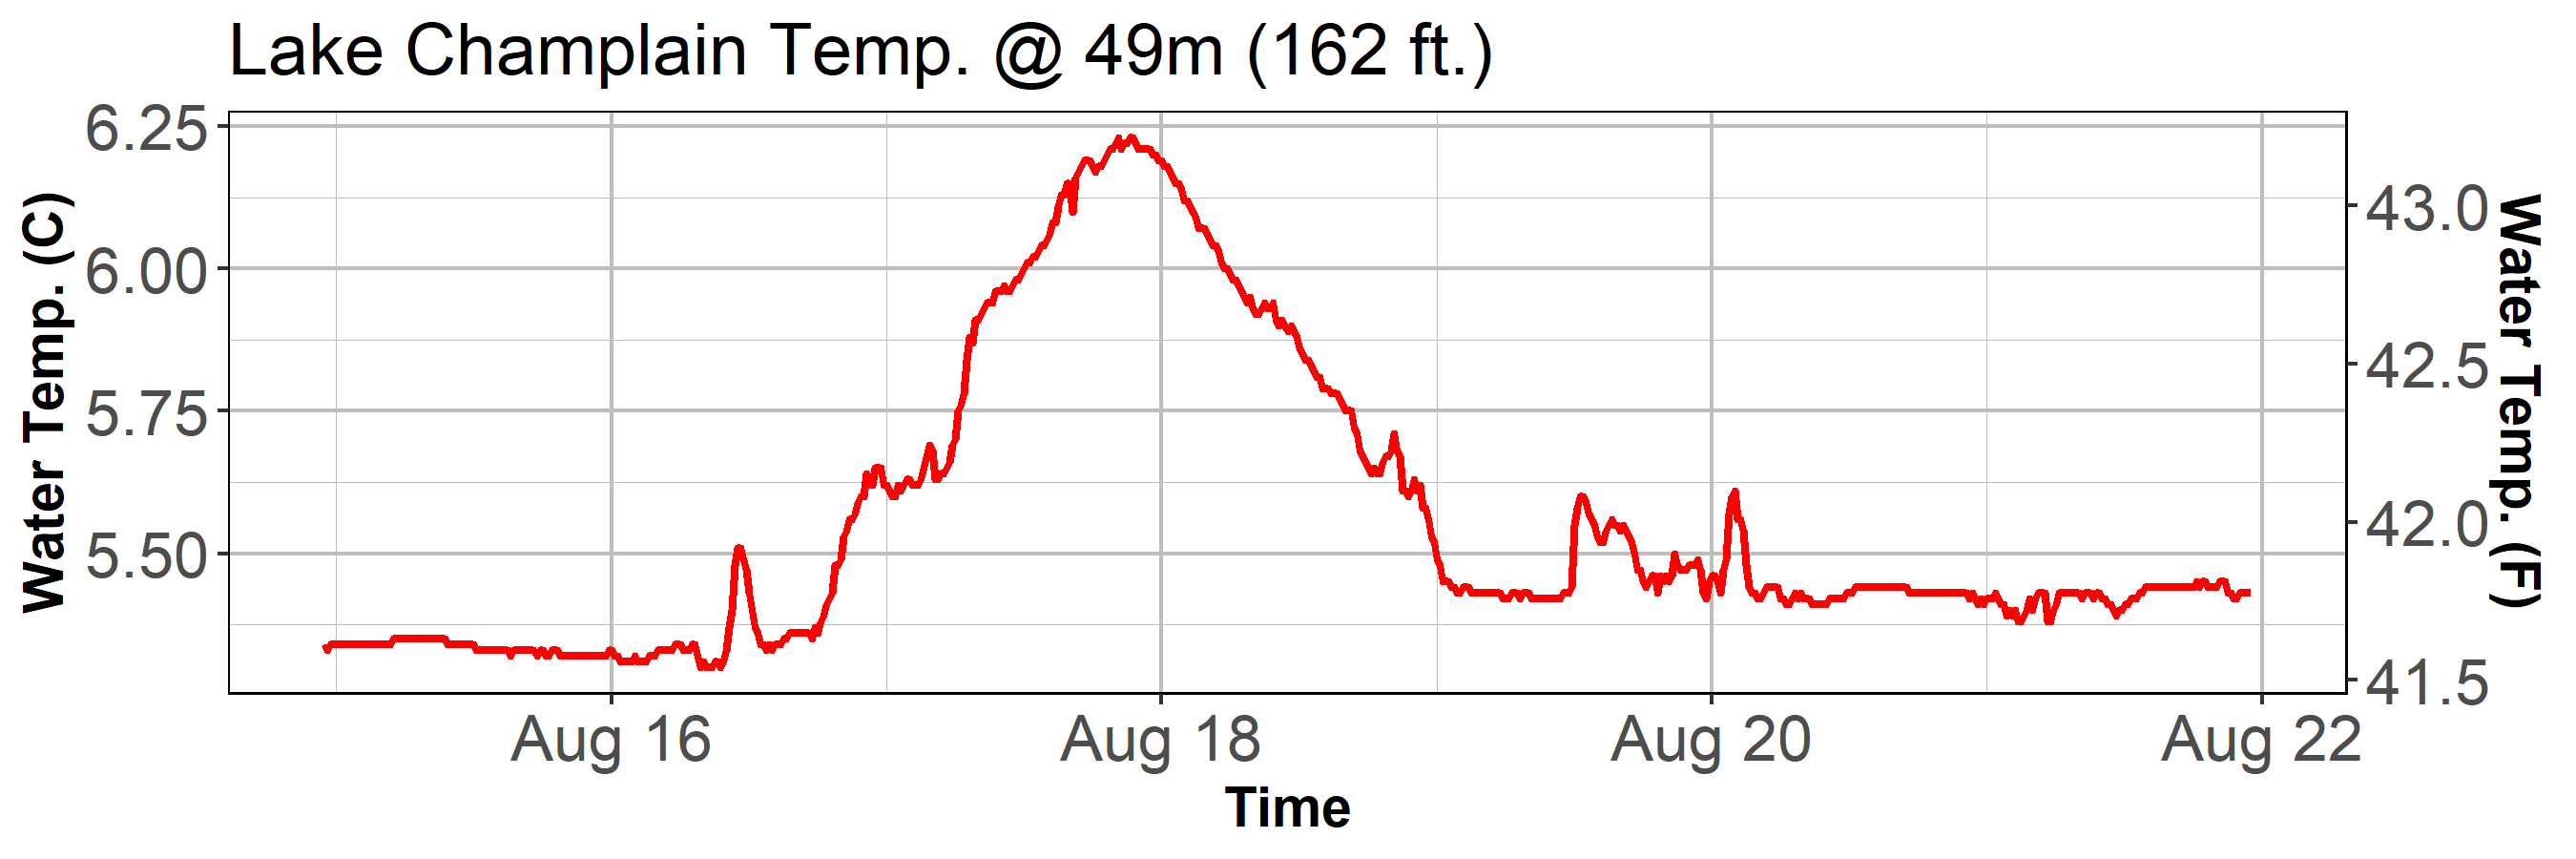 Lake Champlain Temp. @ 49m (162 ft.)
Water Temp. (C)
6.25
6.00
5.75
5.50
43.0
42.5
42.0
41.5
Water Temp. (F)
Aug 16 Aug 18 Aug 20 Aug 22
Time